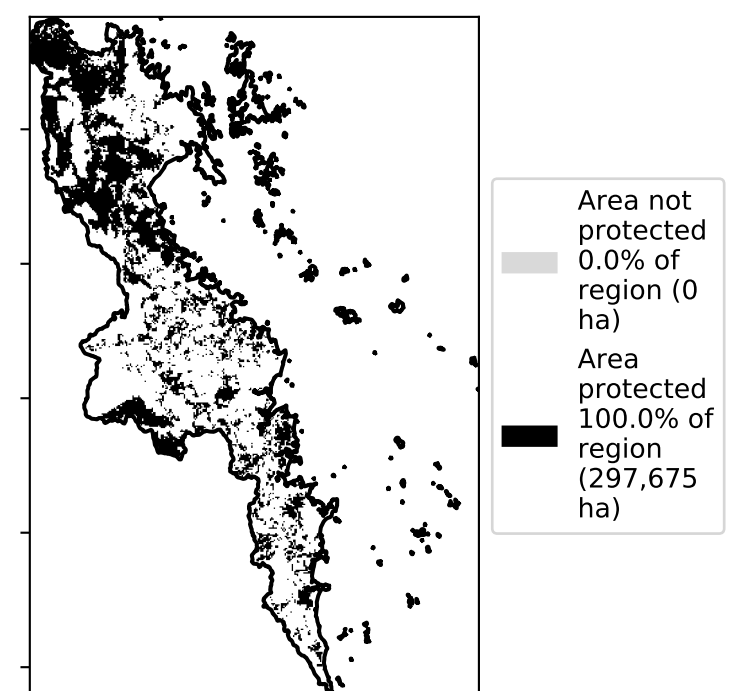 Area not
protected
0.0% of
region (0
ha)
Area
protected
100.0% of
region
(297,675
ha)